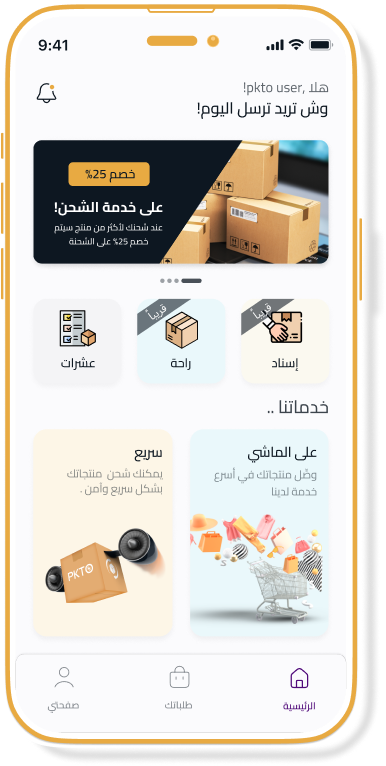 9:41
هلا ,pkto user!
وش تريد ترسل اليوم!
خصم 25%
على خدمة الشحن!
عند شحنك لأكثر من منتج سيتم
خصم 25% على الشحنة
قريباً
قريباً
إسناد
راحة
عشرات
خدماتنا ..
على الماشي
وصّل منتجاتك في أسرع
خدمة لدينا
سريع
يمكنك شحن منتجاتك
بشكل سريع وآمن .
PKTO
الرئيسية
طلباتك
صفحتي